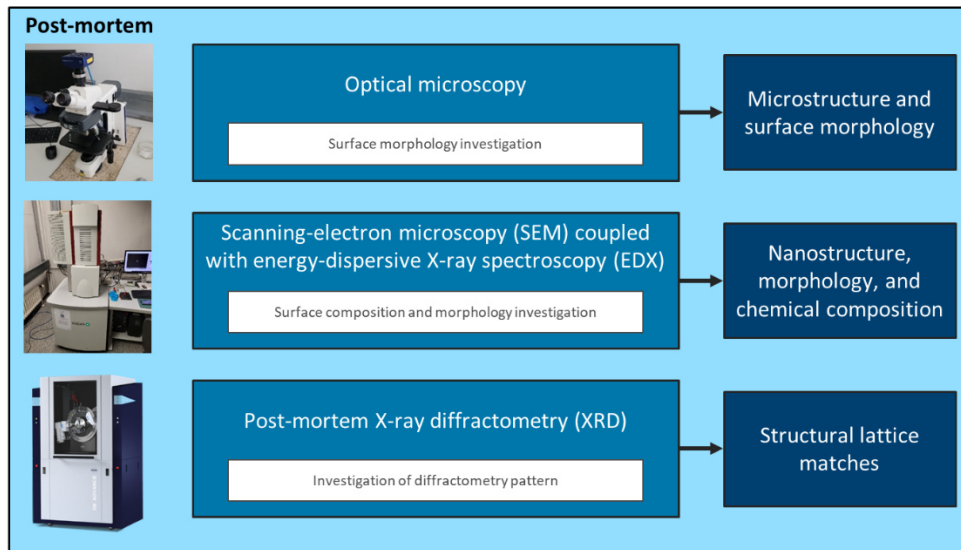 Post-mortem
Optical microscopy
Surface morphology investigation
Microstructure and
surface morphology
Scanning-electron microscopy (SEM) coupled
with energy-dispersive X-ray spectroscopy (EDX)
Surface composition and morphology investigation
Nanostructure,
morphology, and
chemical composition
Post-mortem X-ray diffractometry (XRD)
Investigation of diffractometry pattern
Structural lattice
matches